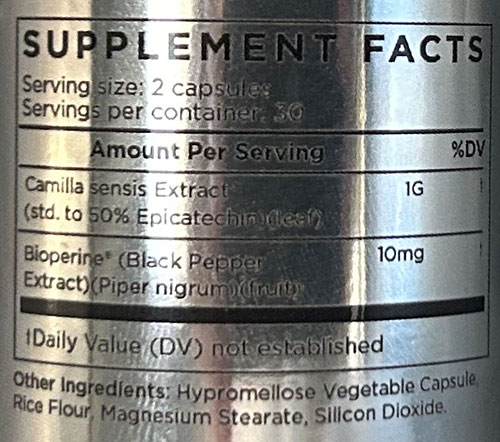 SUPPLEMENT FACTS
Serving size: 2 capsules
Servings per container: 30
Amount Per Serving %DV
Camilla sensis Extract 1G †
(std. to 50% Epicatechin)(leaf)
Bioperine® (Black Pepper 10mg †
Extract)(Piper nigrum)(fruit)
†Daily Value (DV) not established
Other Ingredients: Hypromellose Vegetable Capsule,
Rice Flour, Magnesium Stearate, Silicon Dioxide.